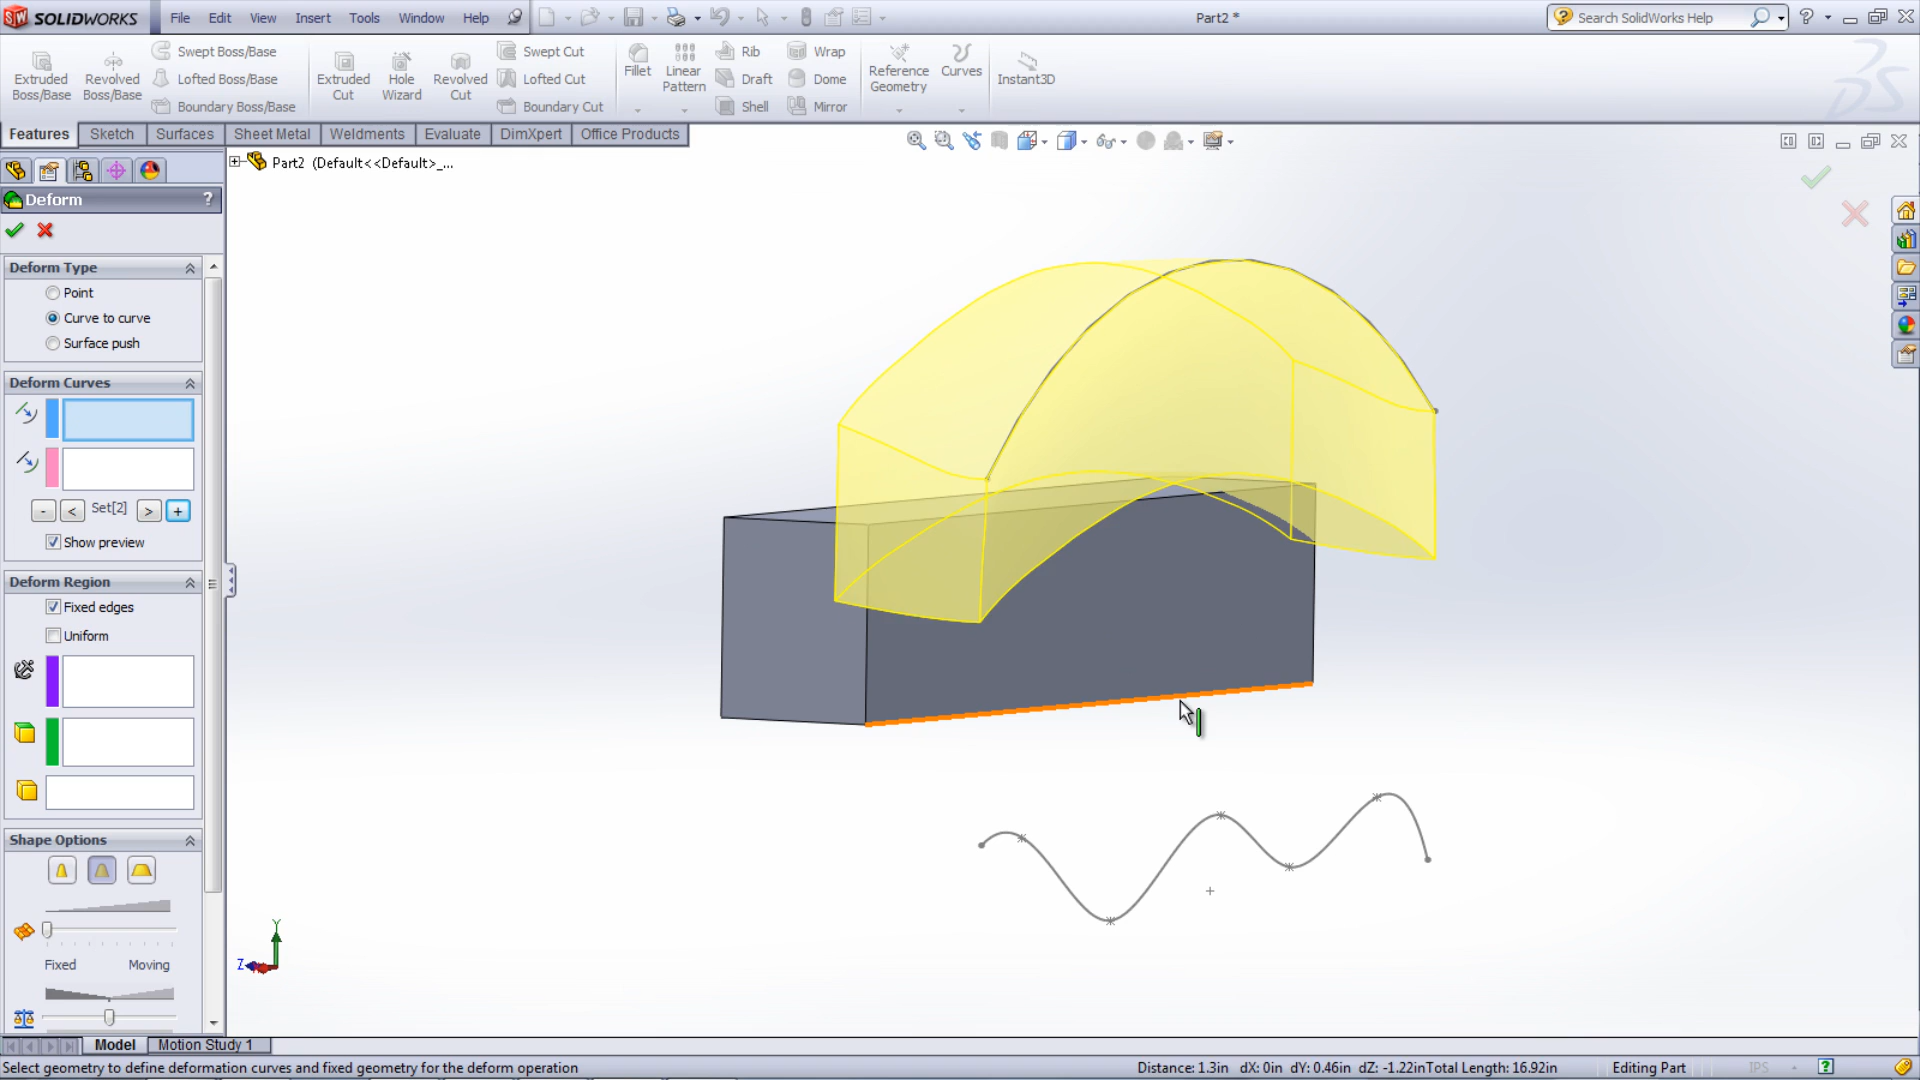 SW SOLIDWORKS File Edit View Insert Tools Window Help Part2 * Search SolidWorks Help ?
Extruded Boss/Base
Revolved Boss/Base
Swept Boss/Base
Lofted Boss/Base
Boundary Boss/Base
Extruded Cut
Hole Wizard
Revolved Cut
Swept Cut
Lofted Cut
Boundary Cut
Fillet
Linear Pattern
Rib
Draft
Shell
Wrap
Dome
Mirror
Reference Geometry
Curves
Instant3D
Features Sketch Surfaces Sheet Metal Weldments Evaluate DimXpert Office Products
Part2 (Default<<Default>_...
Deform ?
Deform Type
Point
Curve to curve
Surface push
Deform Curves
- < Set[2] > +
Show preview
Deform Region
Fixed edges
Uniform
Shape Options
Fixed Moving
Y
Z
Model Motion Study 1
Select geometry to define deformation curves and fixed geometry for the deform operation Distance: 1.3in dX: 0in dY: 0.46in dZ: -1.22inTotal Length: 16.92in Editing Part IPS ?